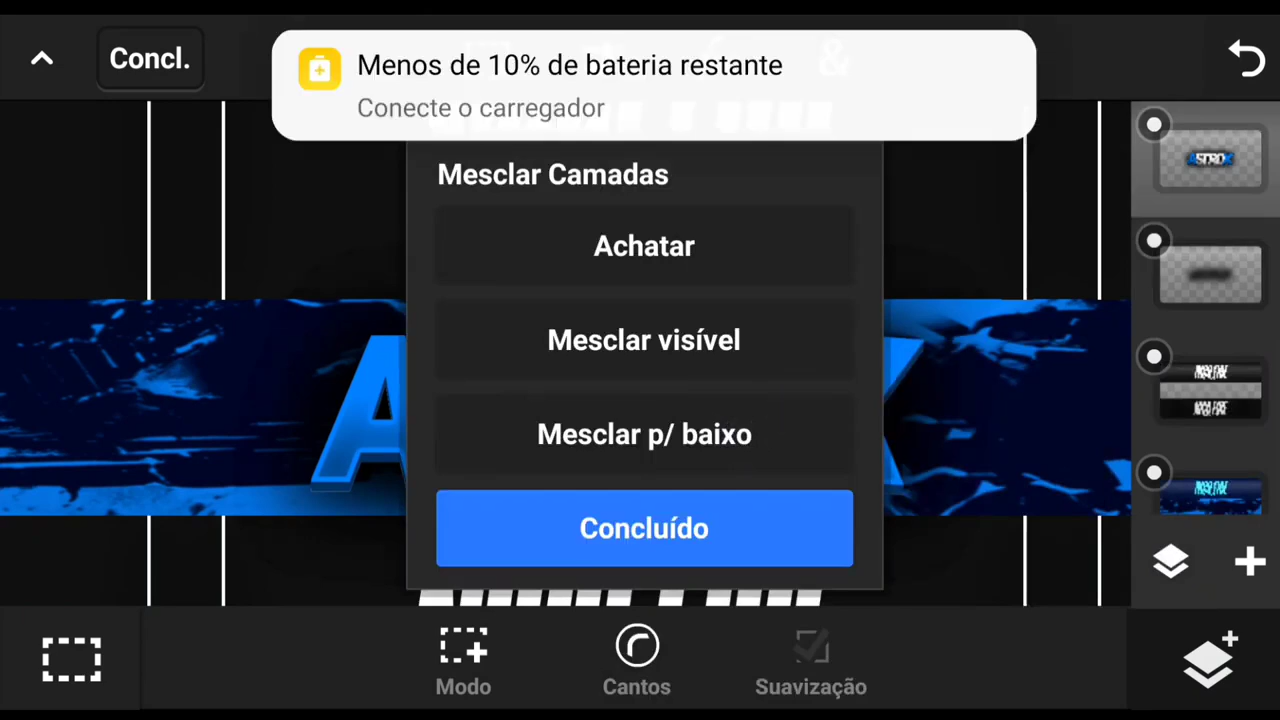 Concl.
Menos de 10% de bateria restante
&
Conecte o carregador
Mesclar Camadas
Achatar
Mesclar visível
Mesclar p/ baixo
Concluído
A
K
ASTROX
Modo
Cantos
Suavização